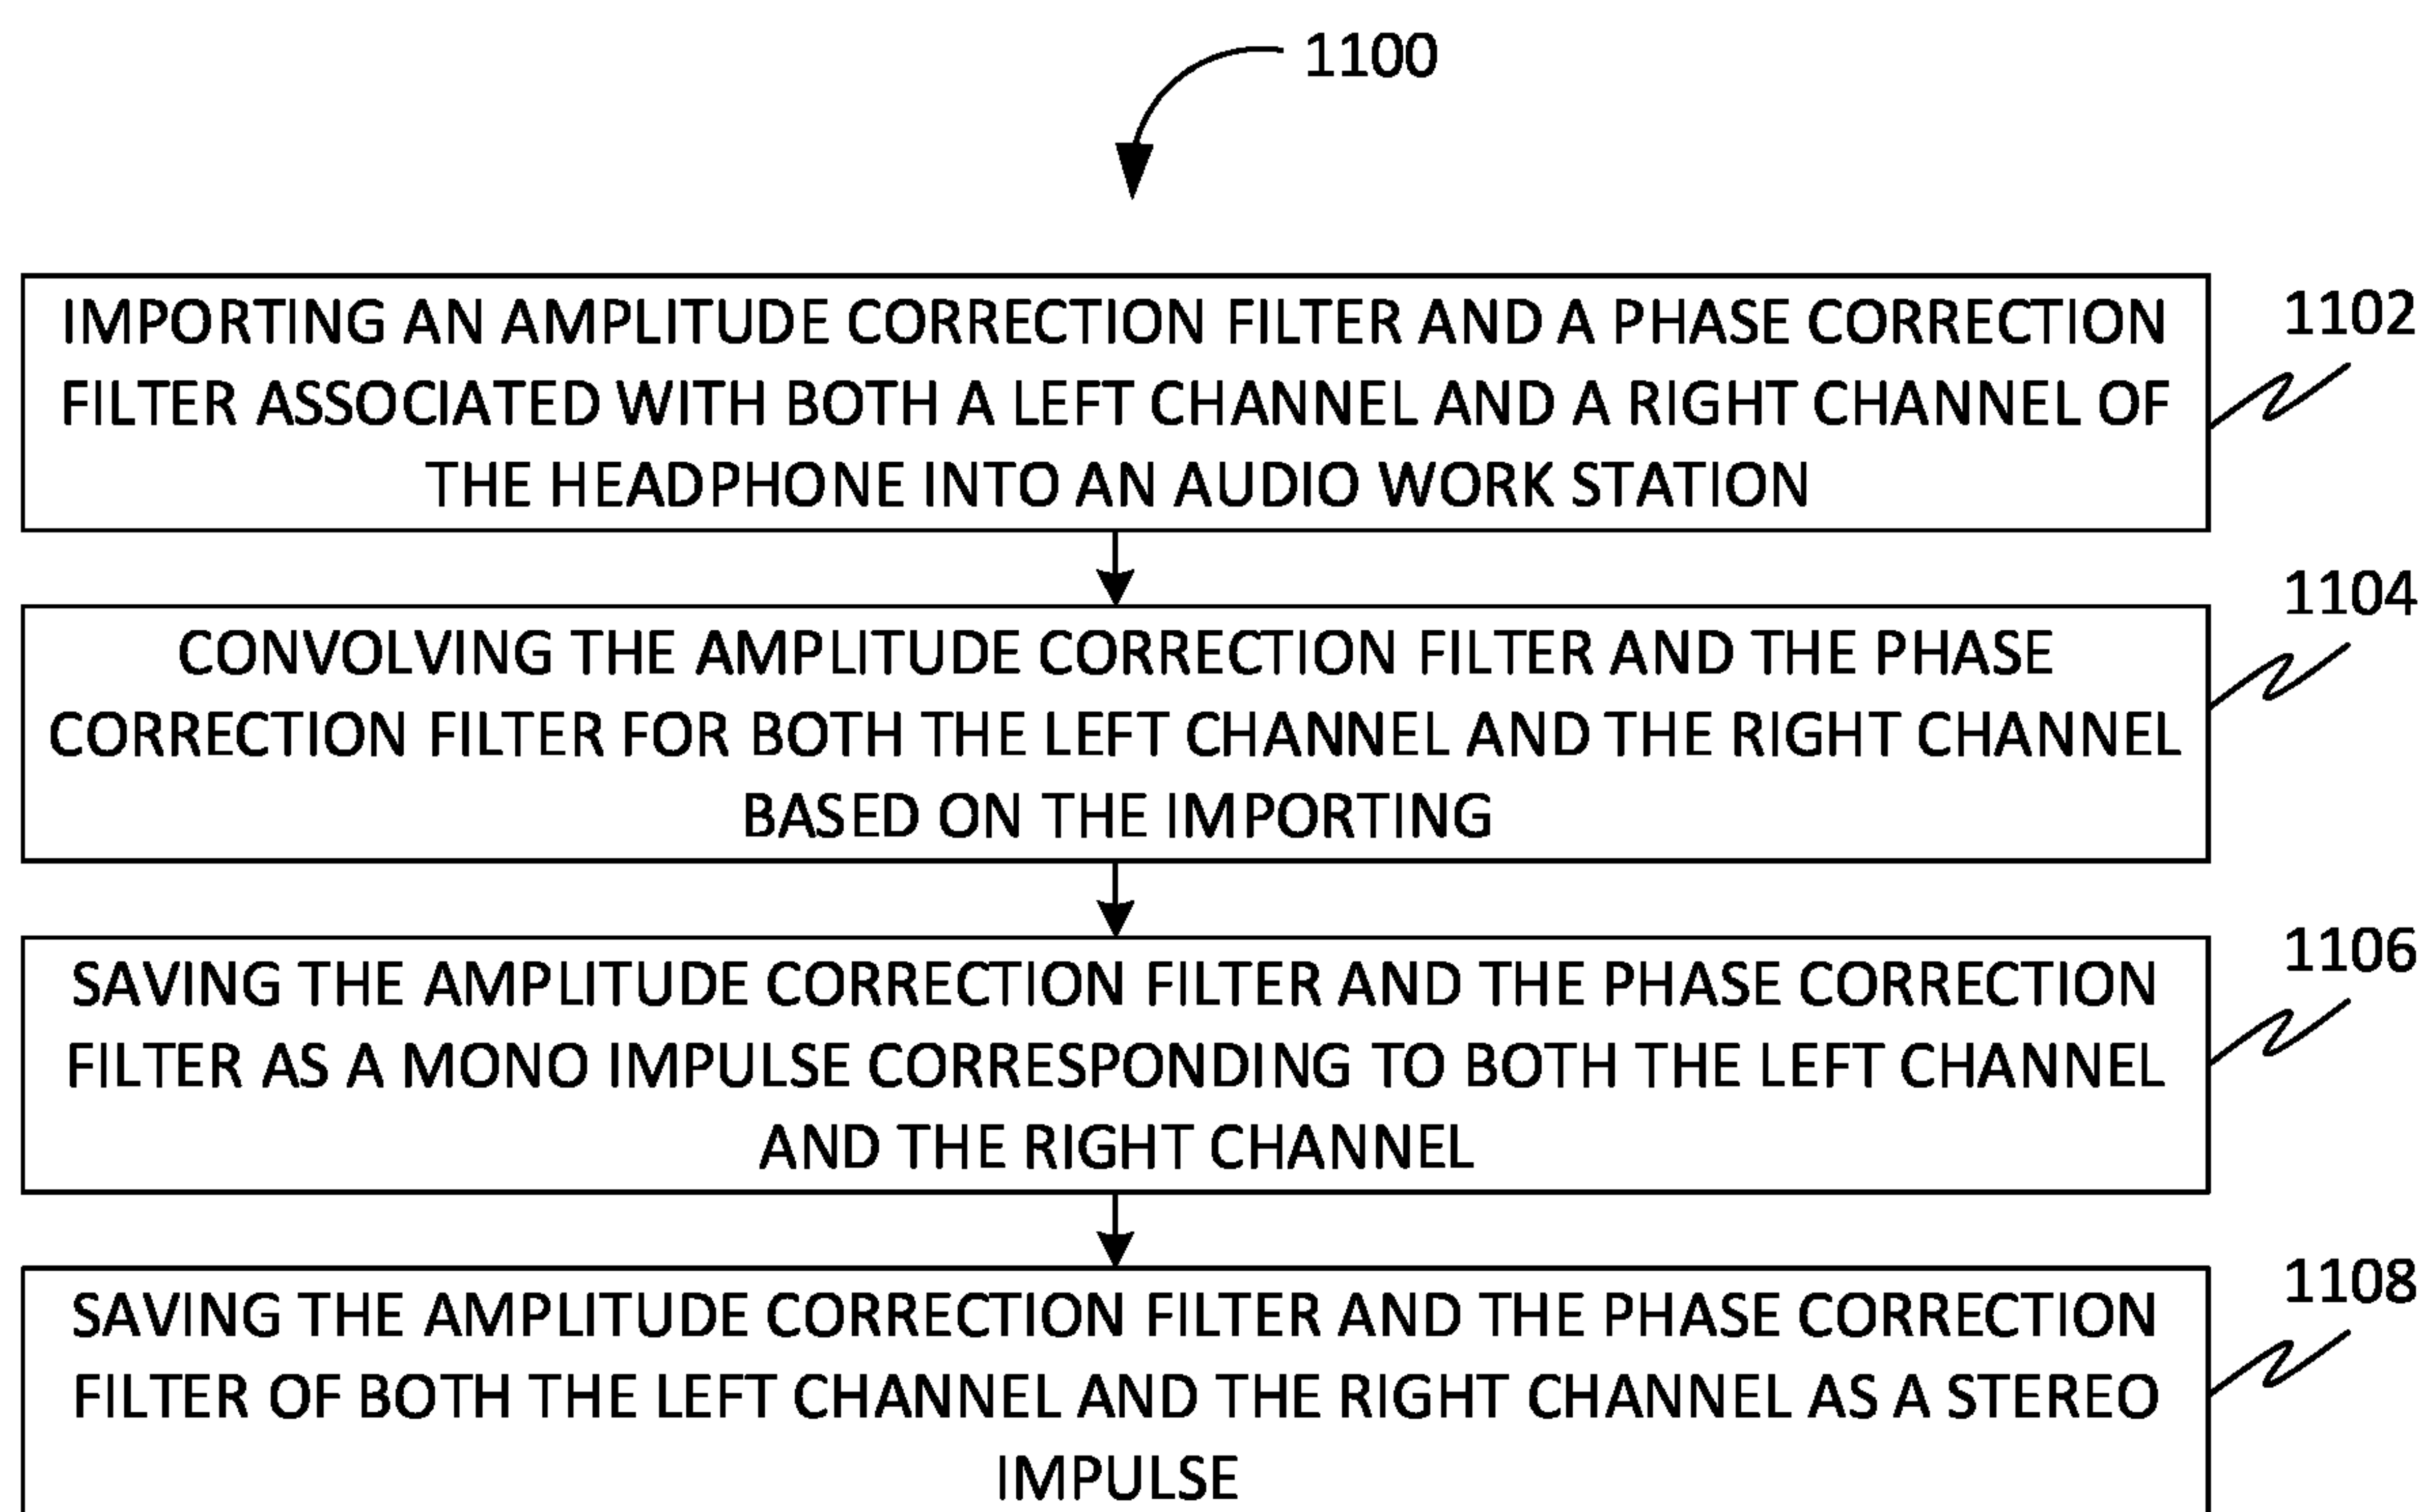 1100
IMPORTING AN AMPLITUDE CORRECTION FILTER AND A PHASE CORRECTION
FILTER ASSOCIATED WITH BOTH A LEFT CHANNEL AND A RIGHT CHANNEL OF
THE HEADPHONE INTO AN AUDIO WORK STATION
1102
CONVOLVING THE AMPLITUDE CORRECTION FILTER AND THE PHASE
CORRECTION FILTER FOR BOTH THE LEFT CHANNEL AND THE RIGHT CHANNEL
BASED ON THE IMPORTING
1104
SAVING THE AMPLITUDE CORRECTION FILTER AND THE PHASE CORRECTION
FILTER AS A MONO IMPULSE CORRESPONDING TO BOTH THE LEFT CHANNEL
AND THE RIGHT CHANNEL
1106
SAVING THE AMPLITUDE CORRECTION FILTER AND THE PHASE CORRECTION
FILTER OF BOTH THE LEFT CHANNEL AND THE RIGHT CHANNEL AS A STEREO
IMPULSE
1108